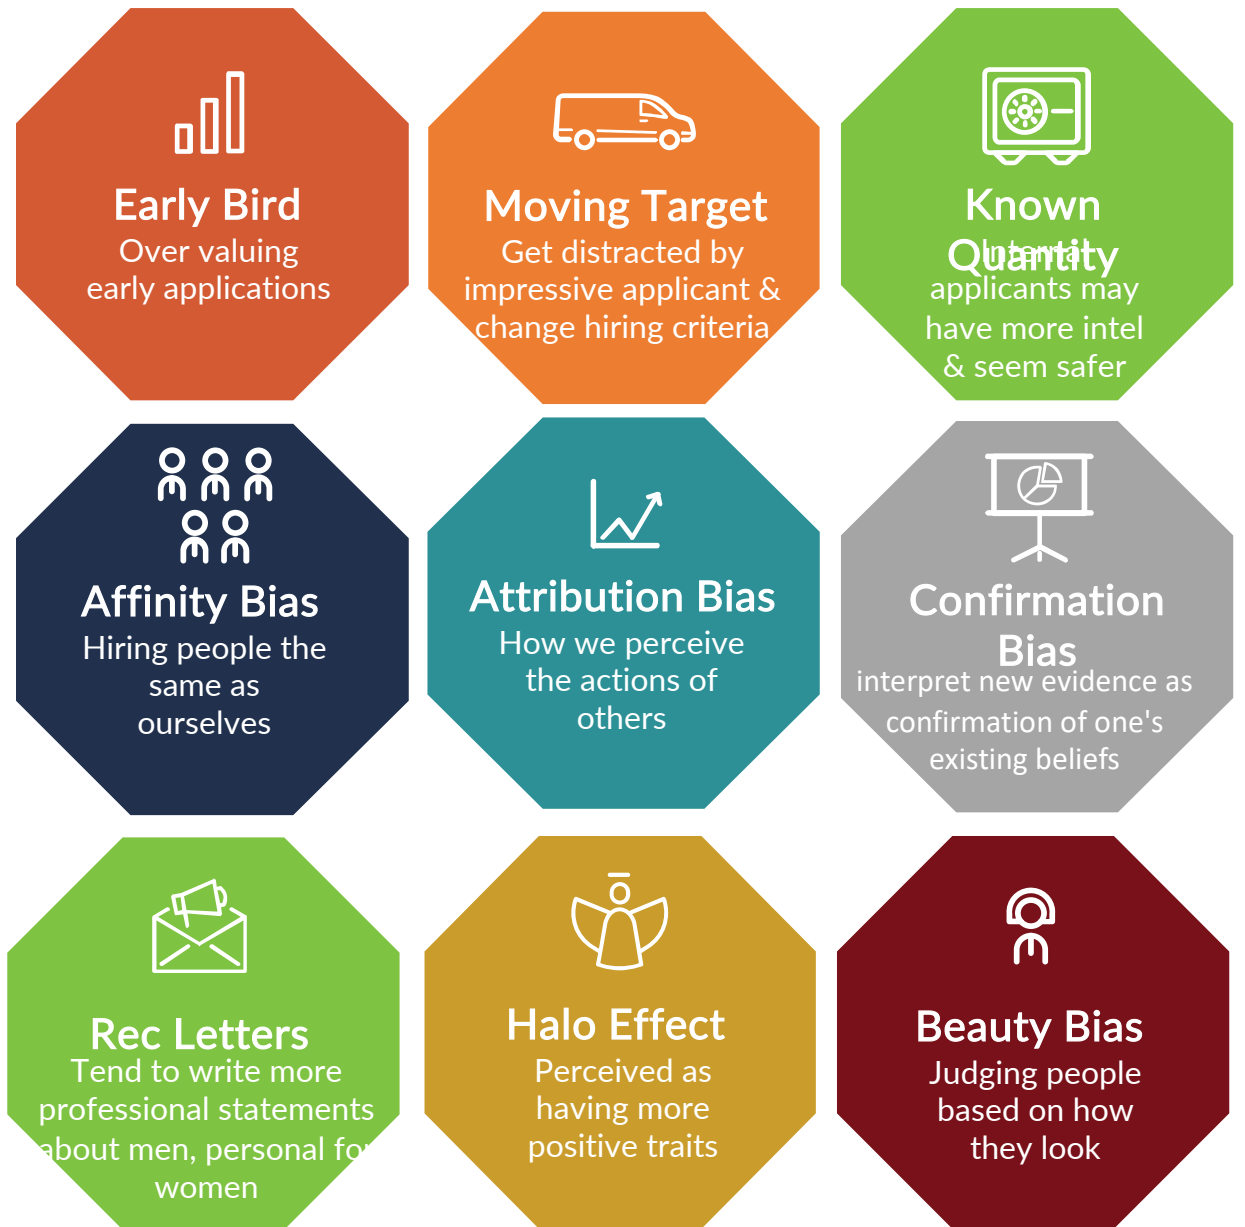 Early Bird
Over valuing
early applications
Moving Target
Get distracted by
impressive applicant &
change hiring criteria
Known
Quantity
Internal
applicants may
have more intel
& seem safer
Affinity Bias
Hiring people the
same as
ourselves
Attribution Bias
How we perceive
the actions of
others
Confirmation
Bias
interpret new evidence as
confirmation of one's
existing beliefs
Rec Letters
Tend to write more
professional statements
about men, personal for
women
Halo Effect
Perceived as
having more
positive traits
Beauty Bias
Judging people
based on how
they look